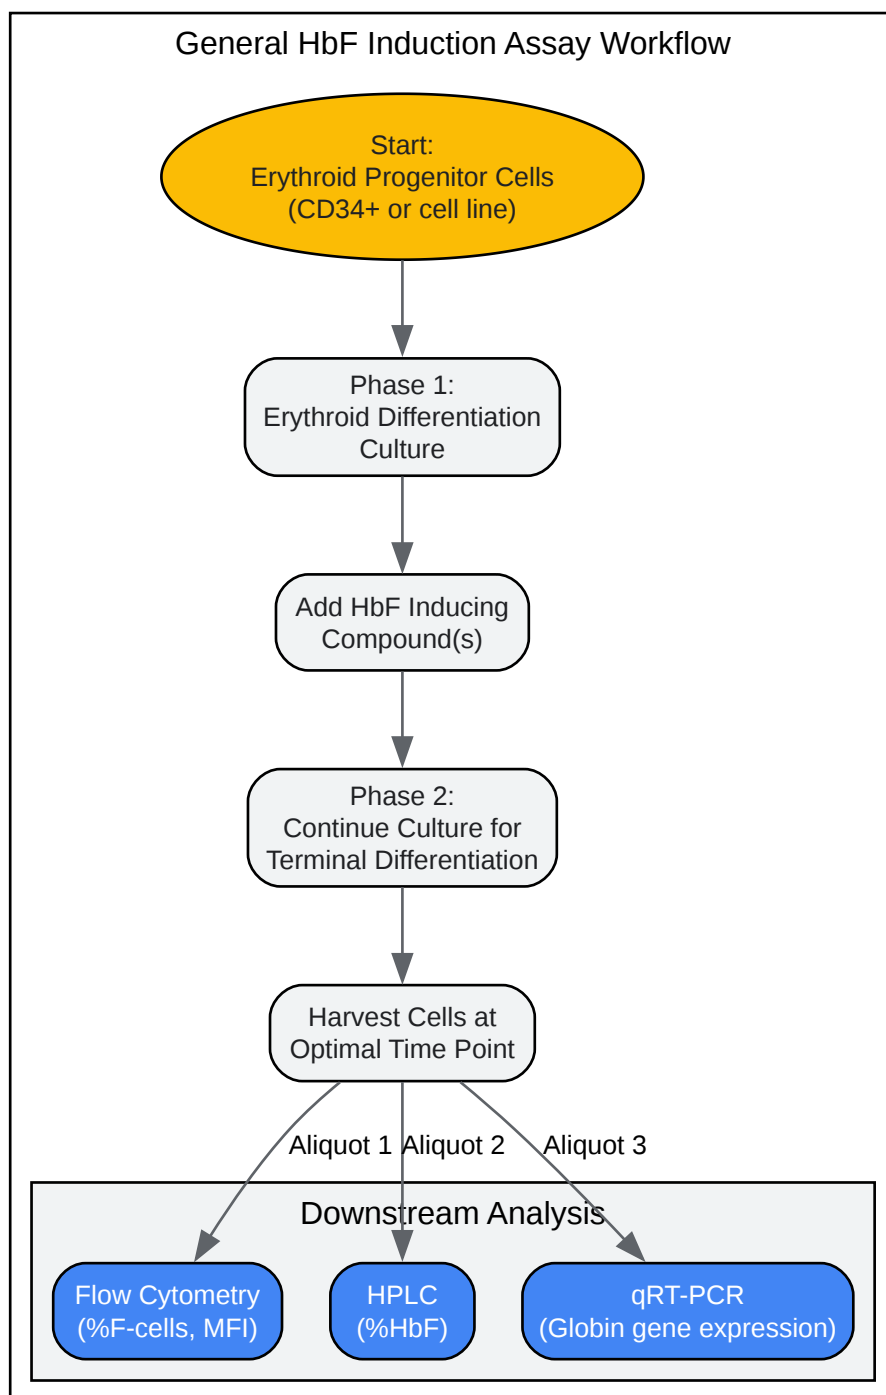 General HbF Induction Assay Workflow
Start:
Erythroid Progenitor Cells
(CD34+ or cell line)
Phase 1:
Erythroid Differentiation
Culture
Add HbF Inducing
Compound(s)
Phase 2:
Continue Culture for
Terminal Differentiation
Harvest Cells at
Optimal Time Point
Aliquot 1
Aliquot 2
Aliquot 3
Downstream Analysis
Flow Cytometry
(%F-cells, MFI)
HPLC
(%HbF)
qRT-PCR
(Globin gene expression)